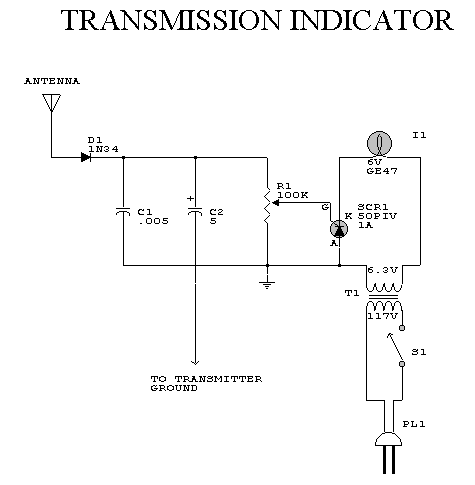 TRANSMISSION INDICATOR
ANTENNA
D1
1N34
I1
6V
GE47
R1
100K
+
C1
.005
C2
5
G
SCR1
K 50PIV
1A
A
6.3V
T1
117V
S1
TO TRANSMITTER
GROUND
PL1